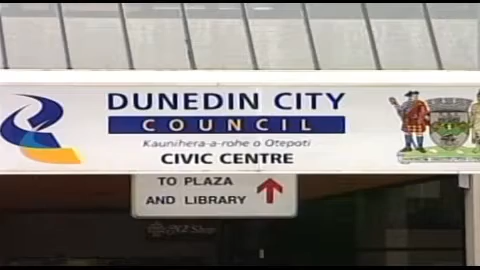 DUNEDIN CITY
COUNCIL
Kaunihera-a-rohe o Otepoti
CIVIC CENTRE
TO PLAZA
AND LIBRARY